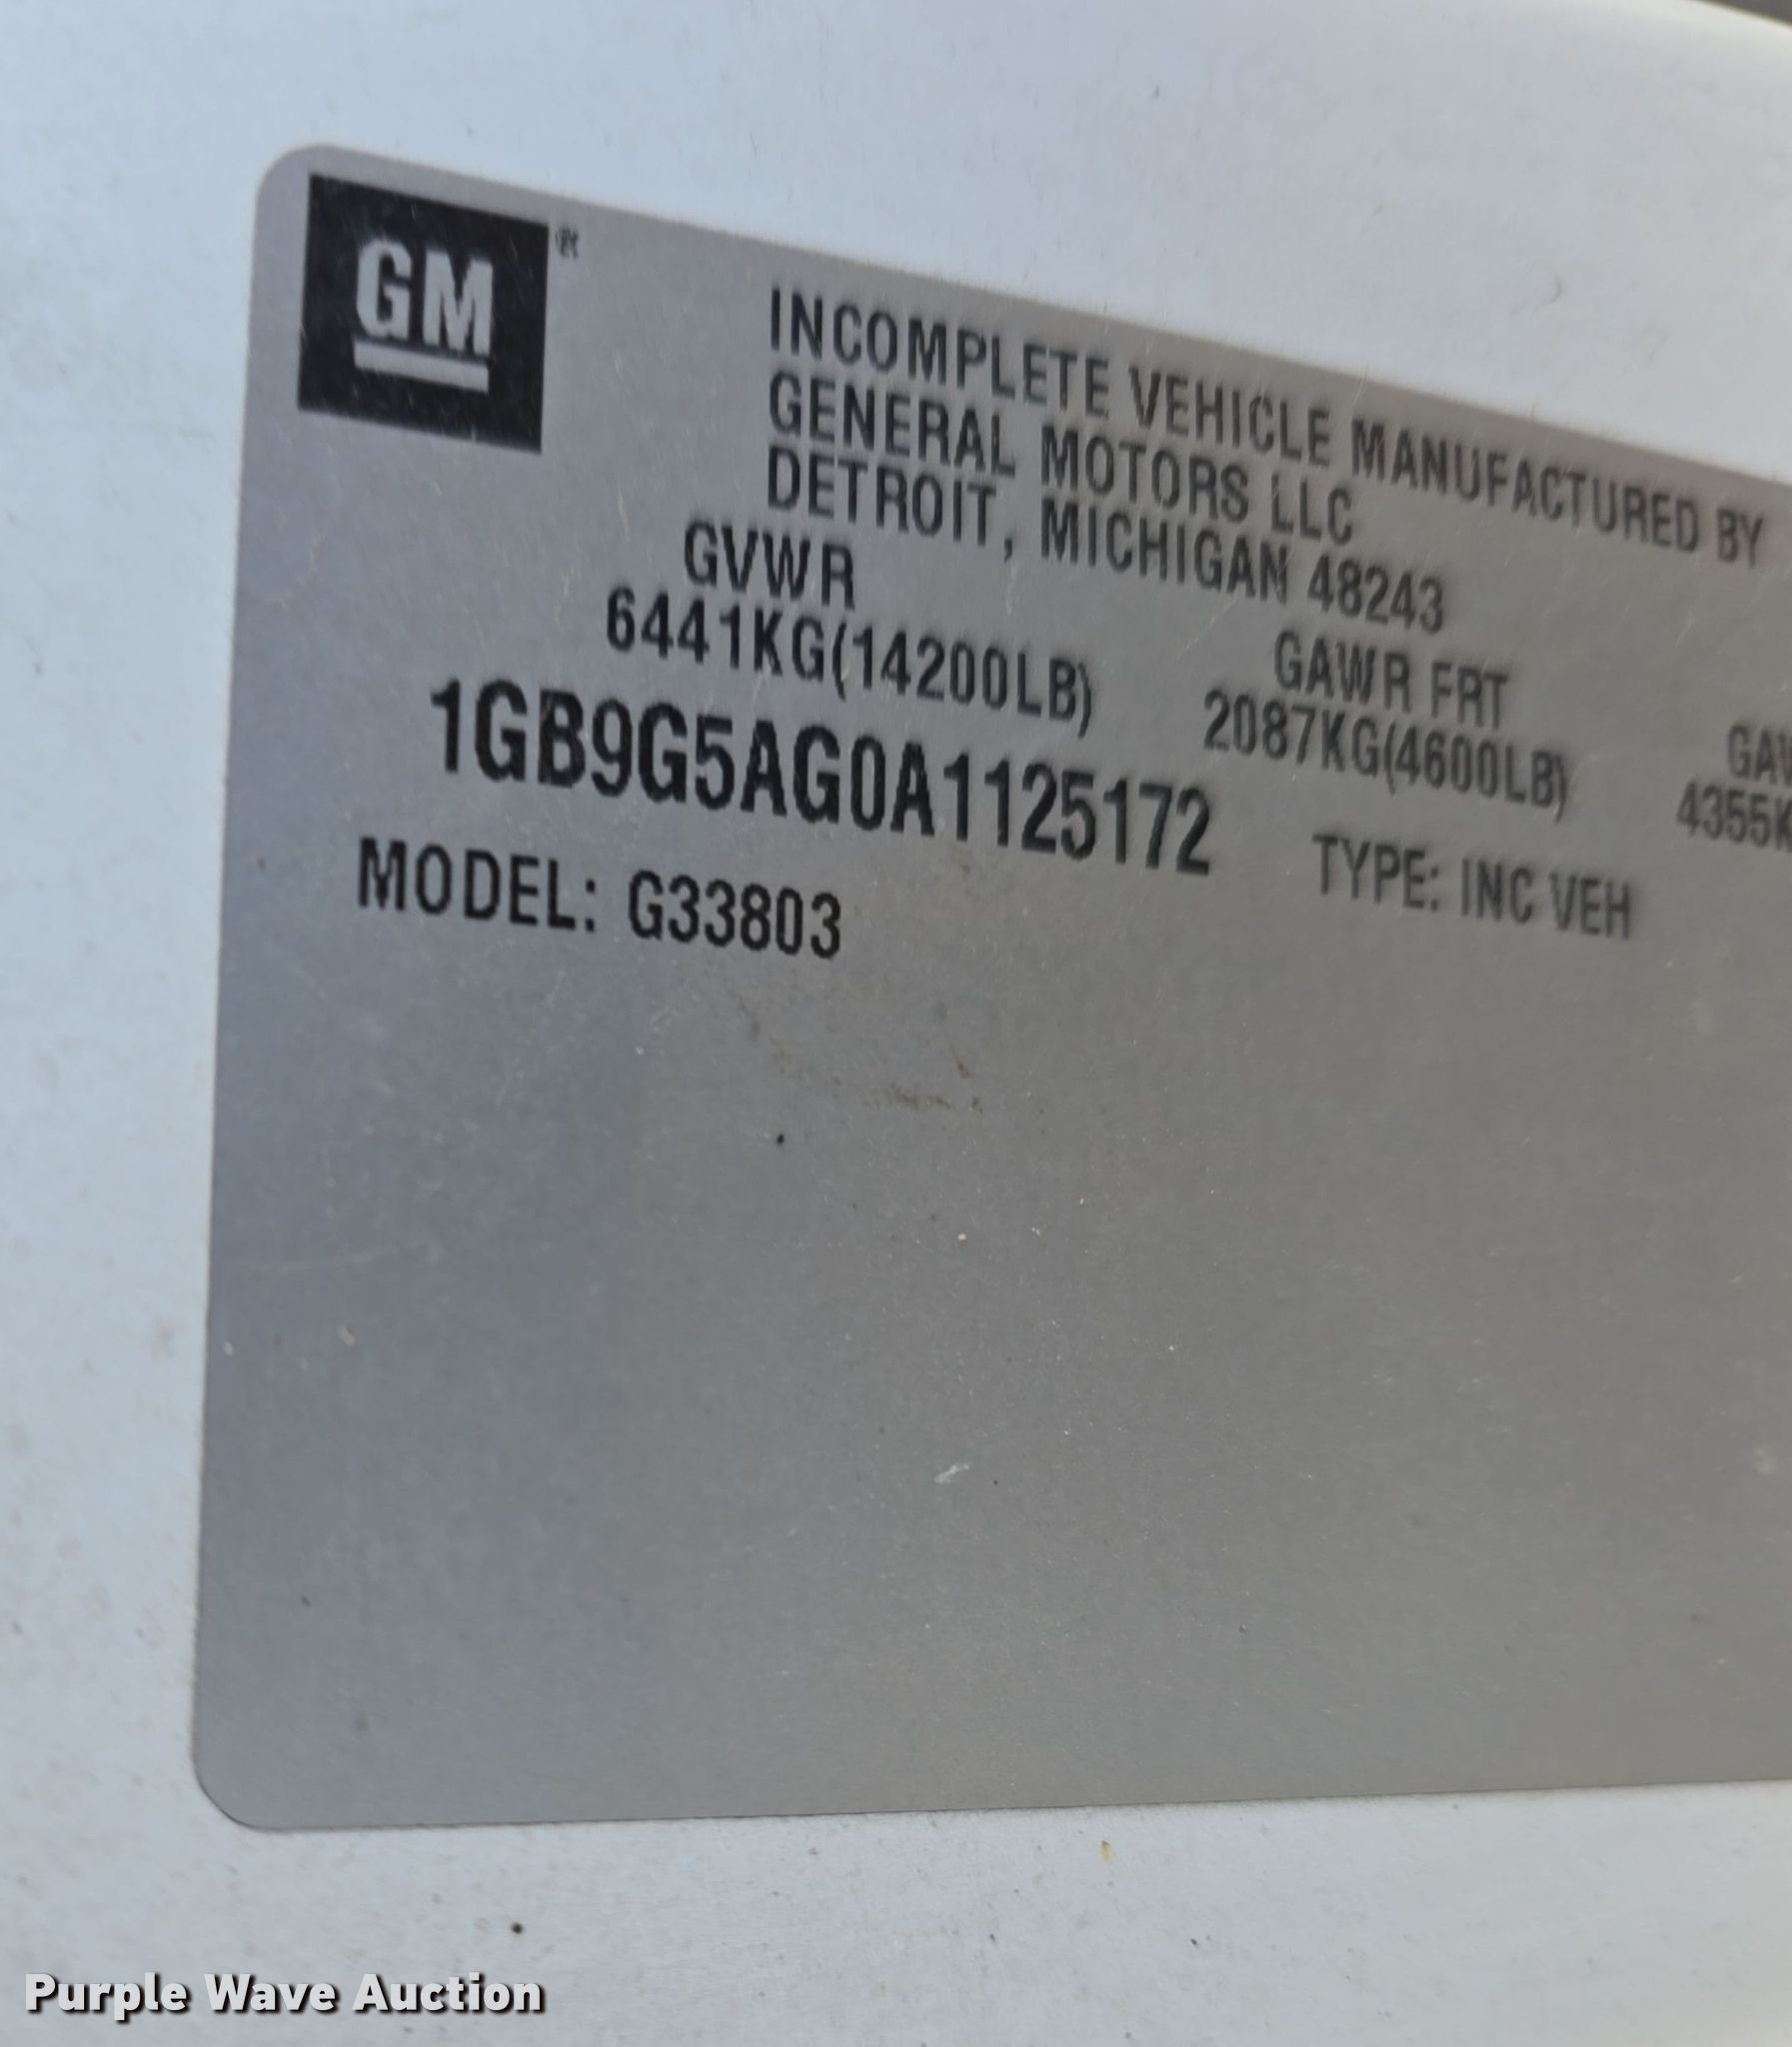 GM ®
INCOMPLETE VEHICLE MANUFACTURED BY
GENERAL MOTORS LLC
DETROIT, MICHIGAN 48243
GVWR GAWR FRT
6441KG(14200LB) 2087KG(4600LB) 4355K
1GB9G5AG0A1125172 TYPE: INC VEH
MODEL: G33803
Purple Wave Auction